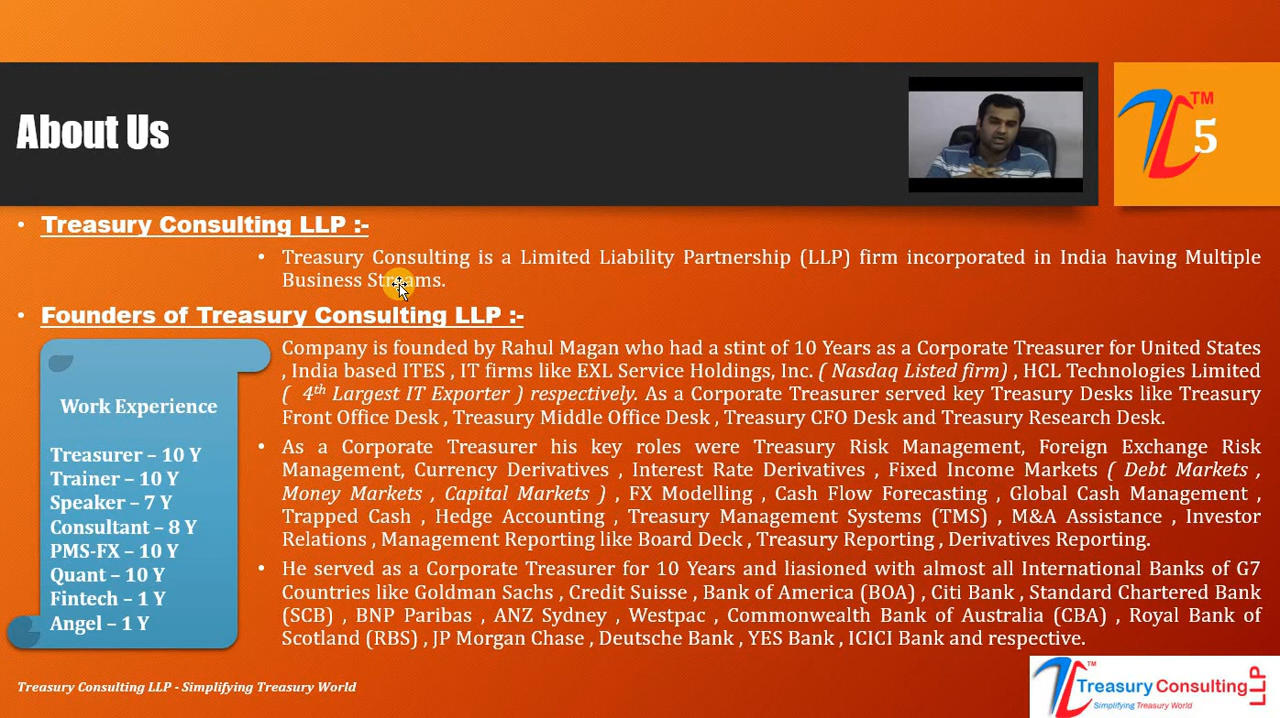 About Us
TM
5
• Treasury Consulting LLP :-
• Treasury Consulting is a Limited Liability Partnership (LLP) firm incorporated in India having Multiple
Business Streams.
• Founders of Treasury Consulting LLP :-
Work Experience
Treasurer – 10 Y
Trainer – 10 Y
Speaker – 7 Y
Consultant – 8 Y
PMS-FX – 10 Y
Quant – 10 Y
Fintech – 1 Y
Angel – 1 Y
Company is founded by Rahul Magan who had a stint of 10 Years as a Corporate Treasurer for United States
, India based ITES , IT firms like EXL Service Holdings, Inc. ( Nasdaq Listed firm) , HCL Technologies Limited
( 4th Largest IT Exporter ) respectively. As a Corporate Treasurer served key Treasury Desks like Treasury
Front Office Desk , Treasury Middle Office Desk , Treasury CFO Desk and Treasury Research Desk.
• As a Corporate Treasurer his key roles were Treasury Risk Management, Foreign Exchange Risk
Management, Currency Derivatives , Interest Rate Derivatives , Fixed Income Markets ( Debt Markets ,
Money Markets , Capital Markets ) , FX Modelling , Cash Flow Forecasting , Global Cash Management ,
Trapped Cash , Hedge Accounting , Treasury Management Systems (TMS) , M&A Assistance , Investor
Relations , Management Reporting like Board Deck , Treasury Reporting , Derivatives Reporting.
• He served as a Corporate Treasurer for 10 Years and liasioned with almost all International Banks of G7
Countries like Goldman Sachs , Credit Suisse , Bank of America (BOA) , Citi Bank , Standard Chartered Bank
(SCB) , BNP Paribas , ANZ Sydney , Westpac , Commonwealth Bank of Australia (CBA) , Royal Bank of
Scotland (RBS) , JP Morgan Chase , Deutsche Bank , YES Bank , ICICI Bank and respective.
Treasury Consulting LLP - Simplifying Treasury World
TM
Treasury Consulting LLP
Simplifying Treasury World